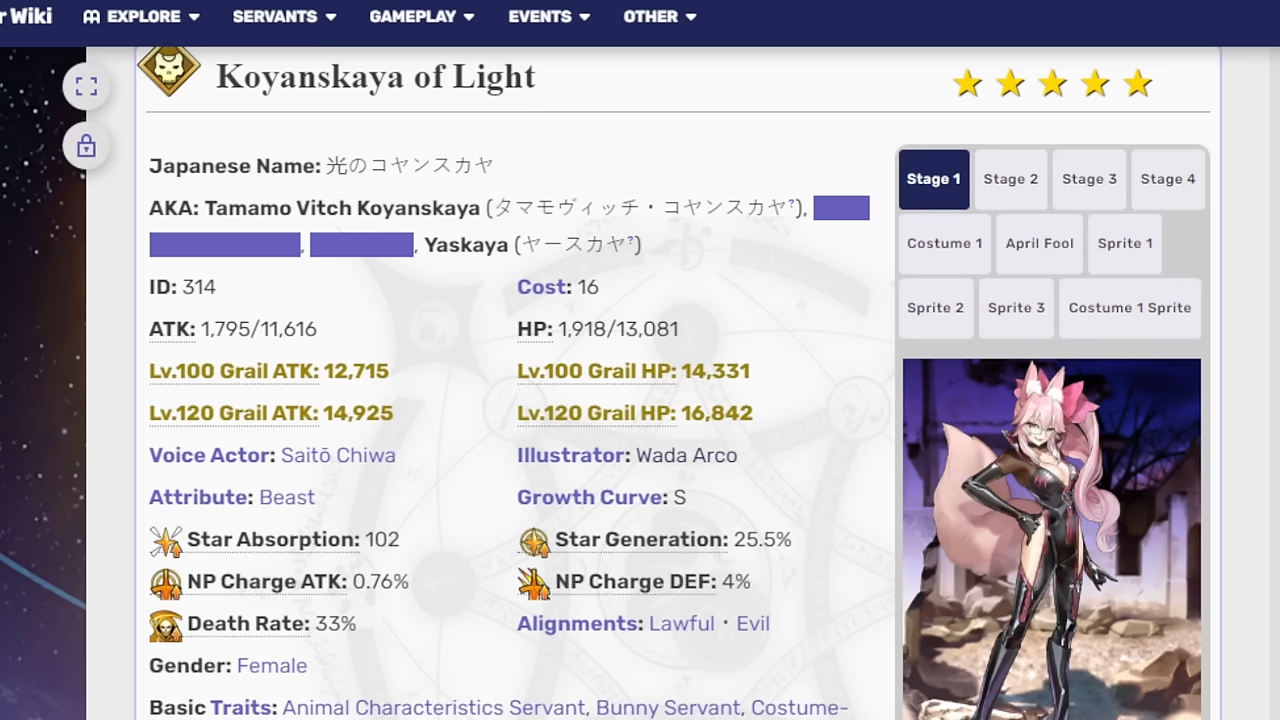 r Wiki EXPLORE SERVANTS GAMEPLAY EVENTS OTHER
Koyanskaya of Light
Japanese Name: 光のコヤンスカヤ
AKA: Tamamo Vitch Koyanskaya (タマモヴィッチ・コヤンスカヤ?),
, , Yaskaya (ヤースカヤ?)
ID: 314 Cost: 16
ATK: 1,795/11,616 HP: 1,918/13,081
Lv.100 Grail ATK: 12,715 Lv.100 Grail HP: 14,331
Lv.120 Grail ATK: 14,925 Lv.120 Grail HP: 16,842
Voice Actor: Saitō Chiwa Illustrator: Wada Arco
Attribute: Beast Growth Curve: S
Star Absorption: 102 Star Generation: 25.5%
NP Charge ATK: 0.76% NP Charge DEF: 4%
Death Rate: 33% Alignments: Lawful・Evil
Gender: Female
Basic Traits: Animal Characteristics Servant, Bunny Servant, Costume-
Stage 1 Stage 2 Stage 3 Stage 4
Costume 1 April Fool Sprite 1
Sprite 2 Sprite 3 Costume 1 Sprite